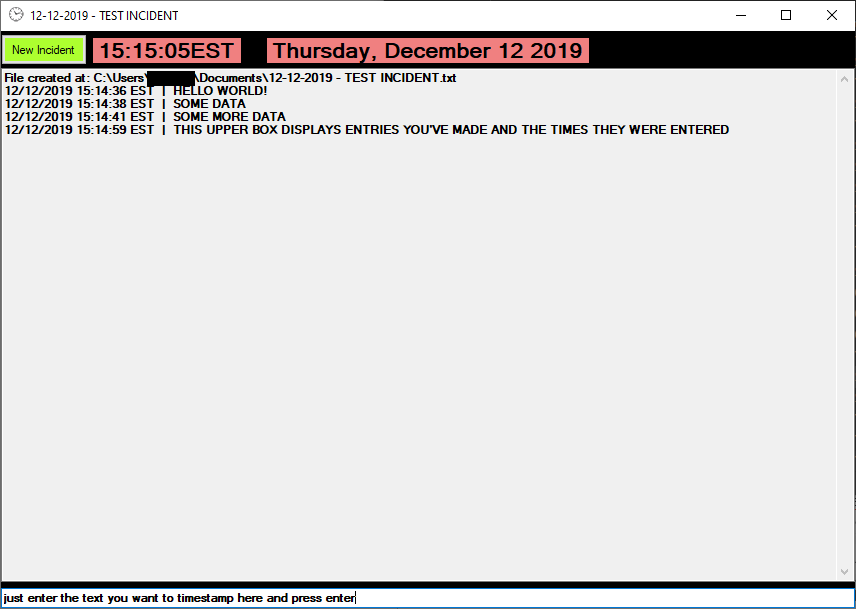 12-12-2019 - TEST INCIDENT
New Incident
15:15:05EST
Thursday, December 12 2019
File created at: C:\Users\ \Documents\12-12-2019 - TEST INCIDENT.txt
12/12/2019 15:14:36 EST | HELLO WORLD!
12/12/2019 15:14:38 EST | SOME DATA
12/12/2019 15:14:41 EST | SOME MORE DATA
12/12/2019 15:14:59 EST | THIS UPPER BOX DISPLAYS ENTRIES YOU'VE MADE AND THE TIMES THEY WERE ENTERED
just enter the text you want to timestamp here and press enter